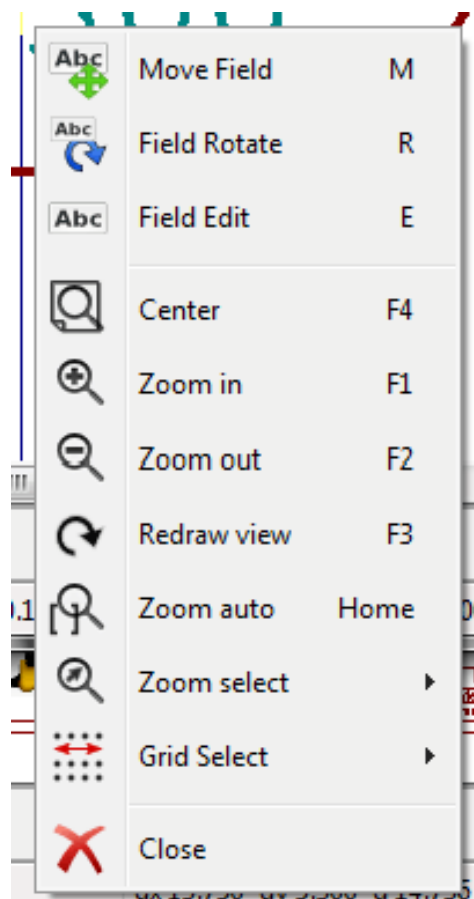 Abc Move Field M
Abc Field Rotate R
Abc Field Edit E
Center F4
Zoom in F1
Zoom out F2
Redraw view F3
.1 Zoom auto Home
Zoom select
Grid Select
Close